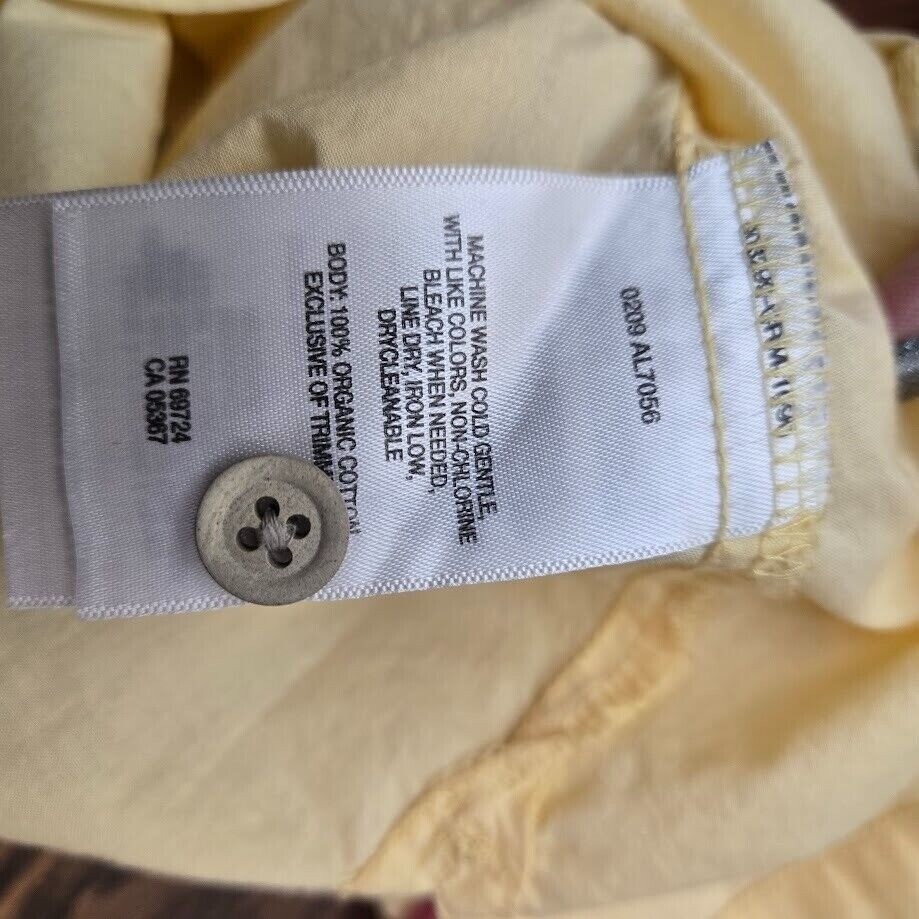 0209 AL7056
MACHINE WASH COLD GENTLE,
WITH LIKE COLORS, NON-CHLORINE
BLEACH WHEN NEEDED,
LINE DRY, IRON LOW,
DRYCLEANABLE
BODY: 100% ORGANIC COTTON
EXCLUSIVE OF TRIM
RN 69724
CA 05367